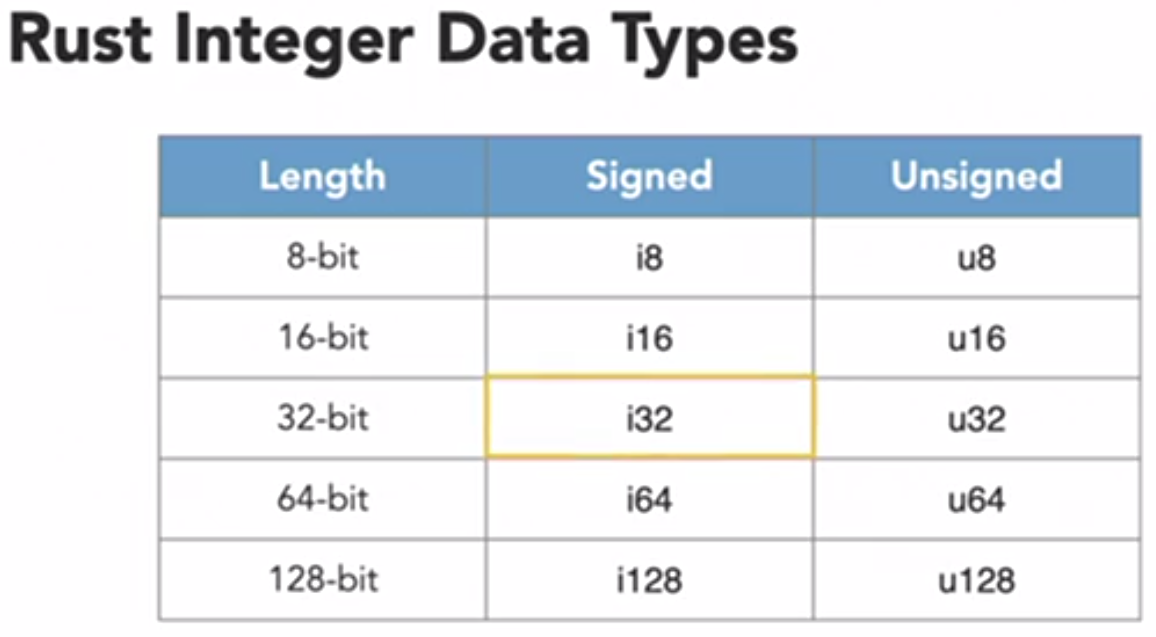 Rust Integer Data Types
Length Signed Unsigned
8-bit i8 u8
16-bit i16 u16
32-bit i32 u32
64-bit i64 u64
128-bit i128 u128